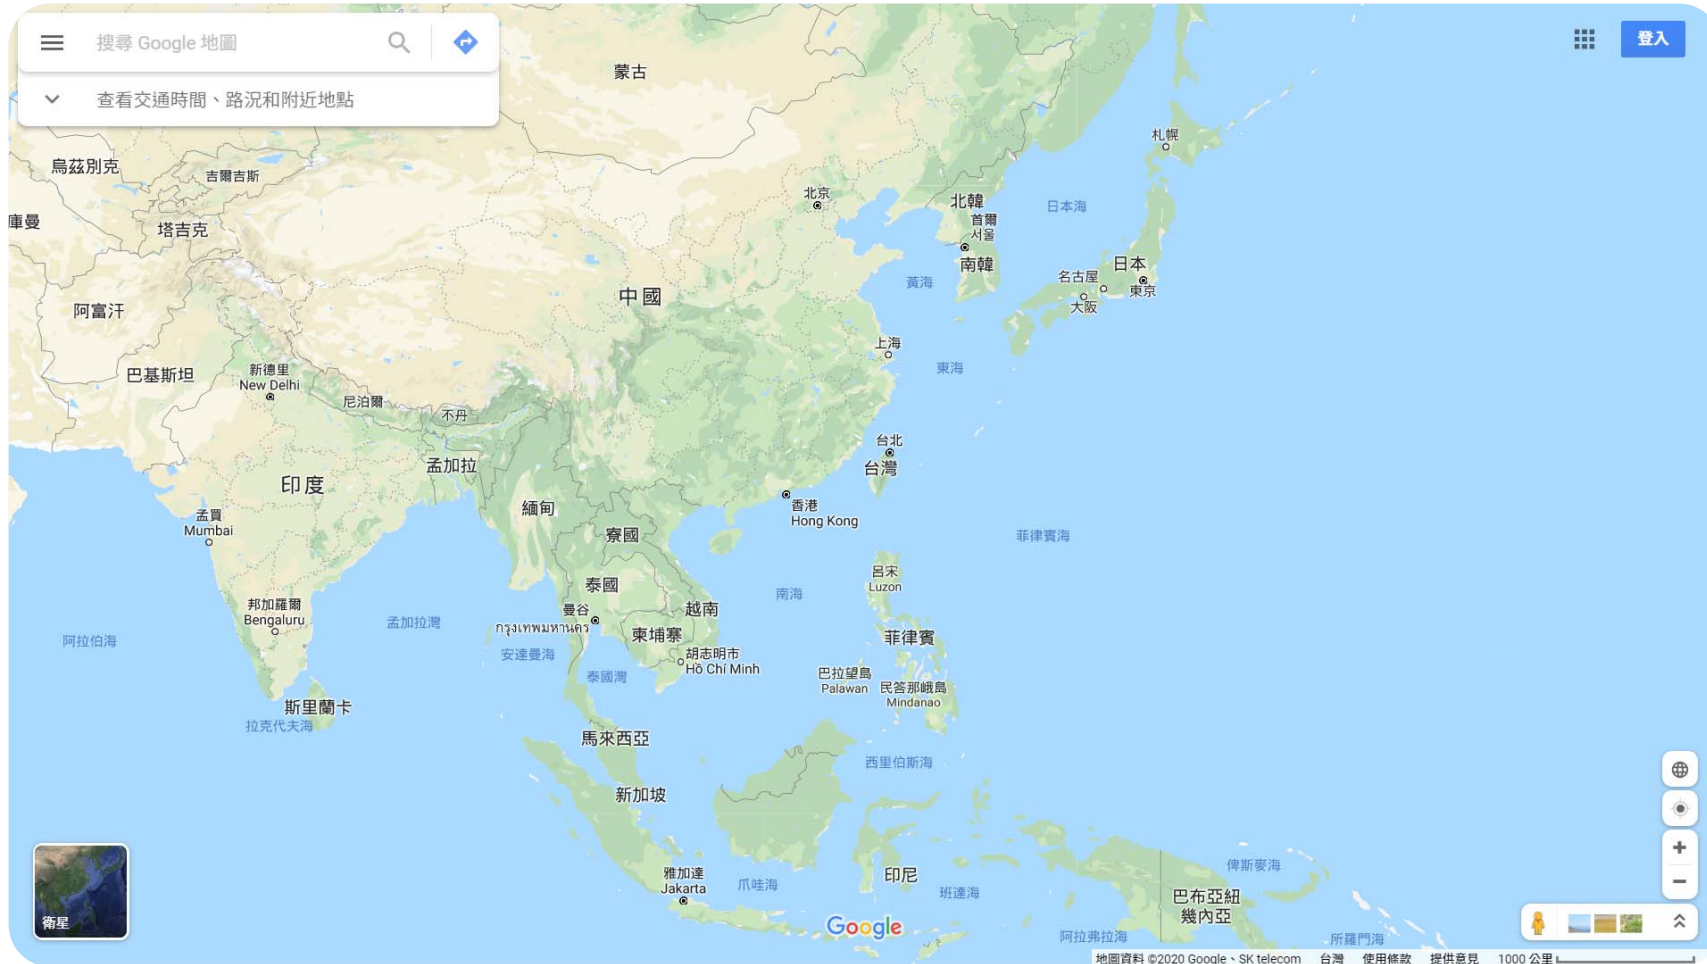 搜尋 Google 地圖
登入
查看交通時間、路況和附近地點
蒙古
札幌
烏茲別克
吉爾吉斯
北京
北韓
日本海
庫曼
塔吉克
首爾
서울
南韓
日本
名古屋
東京
大阪
黃海
中國
阿富汗
上海
東海
巴基斯坦
新德里
New Delhi
尼泊爾
不丹
台北
台灣
孟加拉
印度
緬甸
香港
Hong Kong
孟買
Mumbai
寮國
菲律賓海
呂宋
Luzon
泰國
南海
邦加羅爾
Bengaluru
曼谷
กรุงเทพมหานคร
越南
孟加拉灣
阿拉伯海
柬埔寨
菲律賓
安達曼海
胡志明市
Hồ Chí Minh
泰國灣
巴拉望島
Palawan
民答那峨島
Mindanao
斯里蘭卡
拉克代夫海
馬來西亞
西里伯斯海
新加坡
俾斯麥海
雅加達
Jakarta
爪哇海
印尼
班達海
巴布亞紐
幾內亞
衛星
Google
阿拉弗拉海
所羅門海
地圖資料 ©2020 Google、SK telecom 台灣 使用條款 提供意見 1000 公里